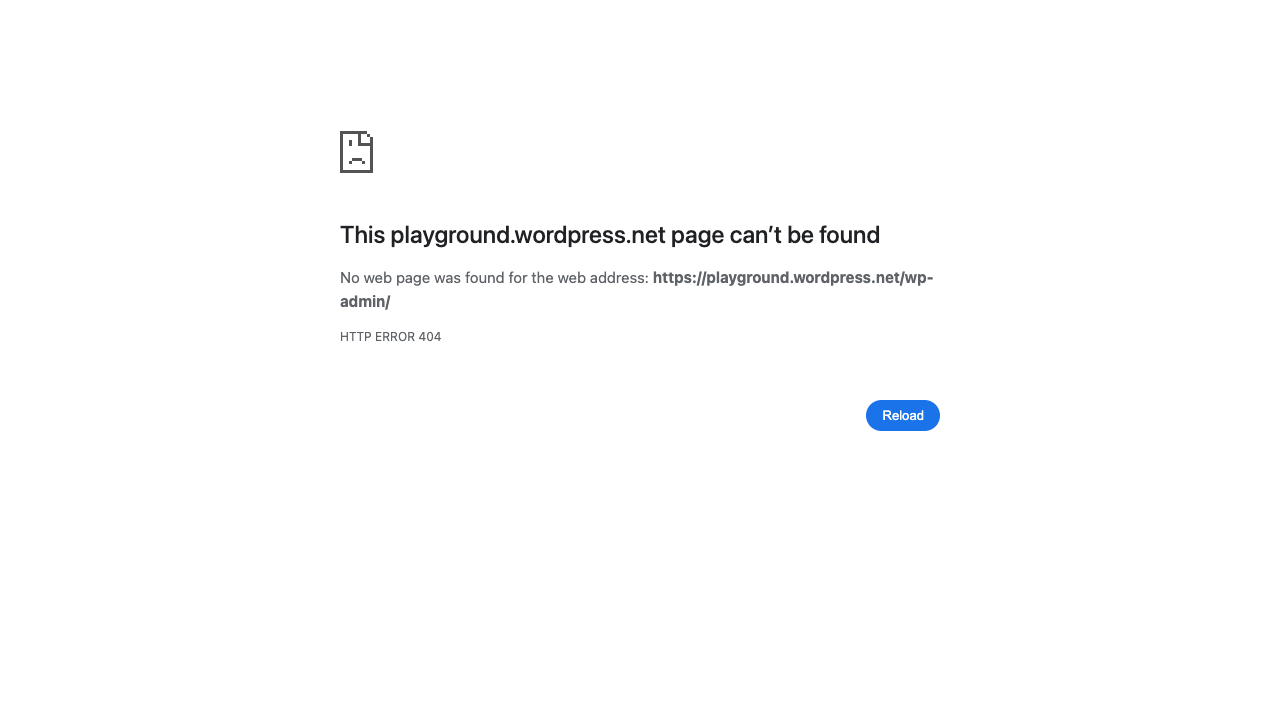 This playground.wordpress.net page can’t be found
No web page was found for the web address: https://playground.wordpress.net/wp-
admin/
HTTP ERROR 404
Reload